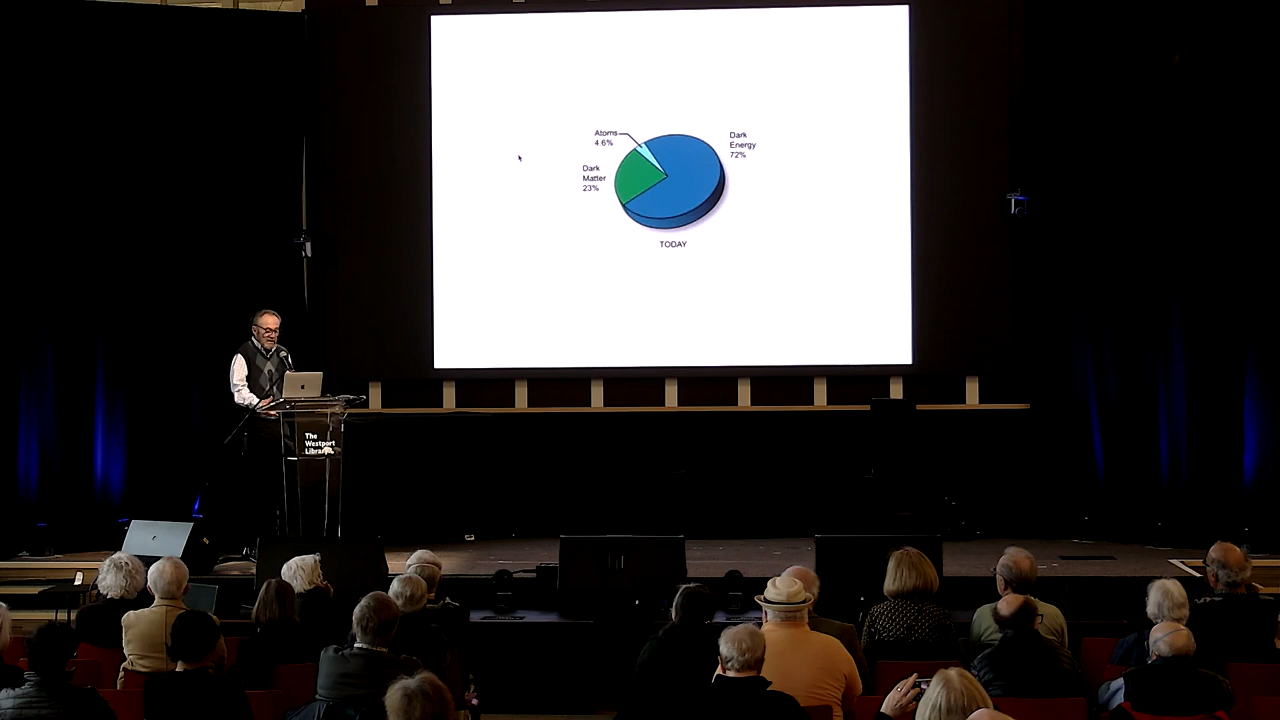 Atoms
4.6%
Dark
Energy
72%
Dark
Matter
23%
TODAY
The
Westport
Library